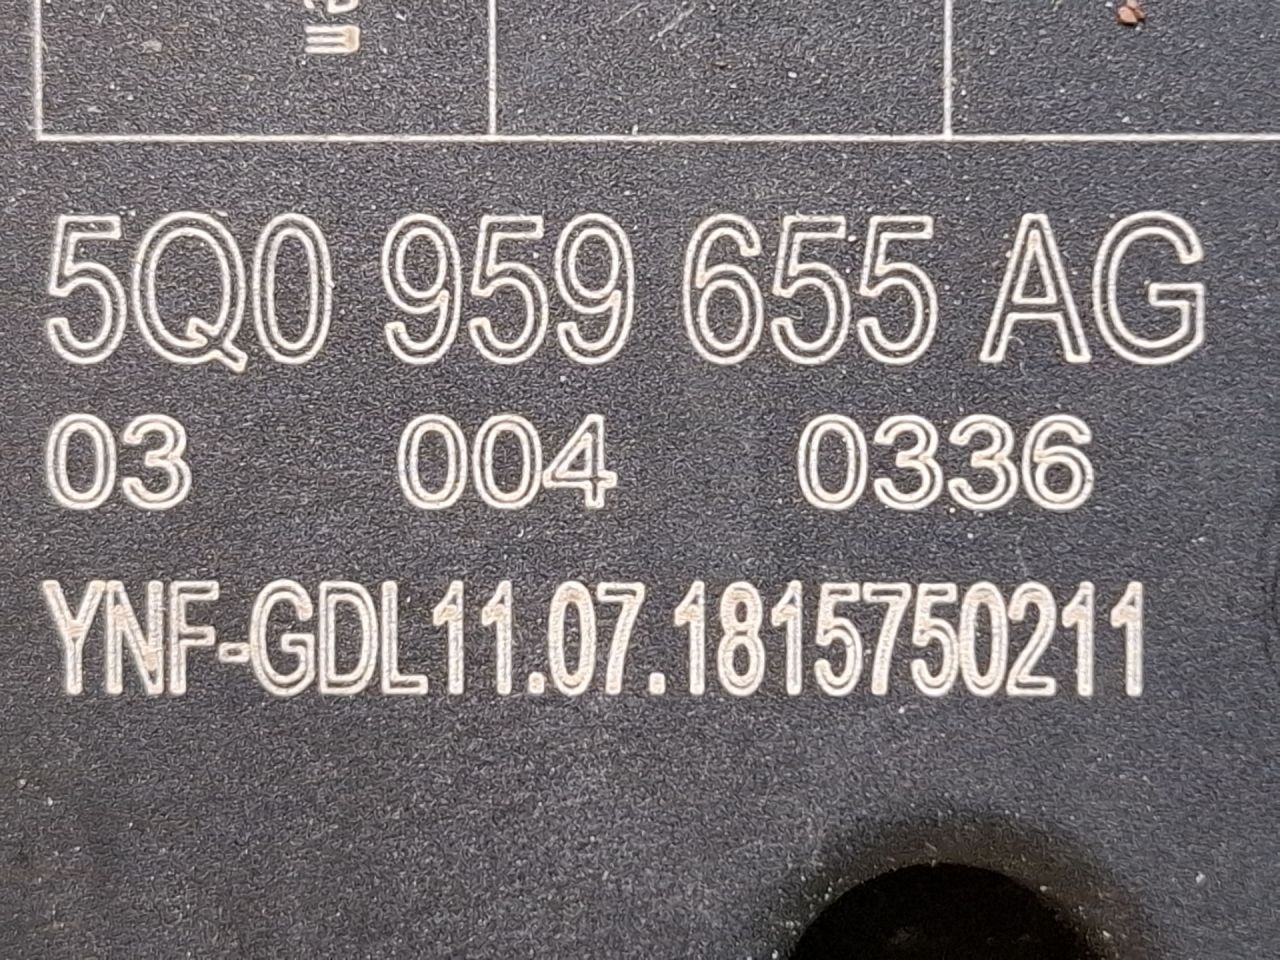 5Q0 959 655 AG
03 004 0336
YNF-GDL11.07.1815750211